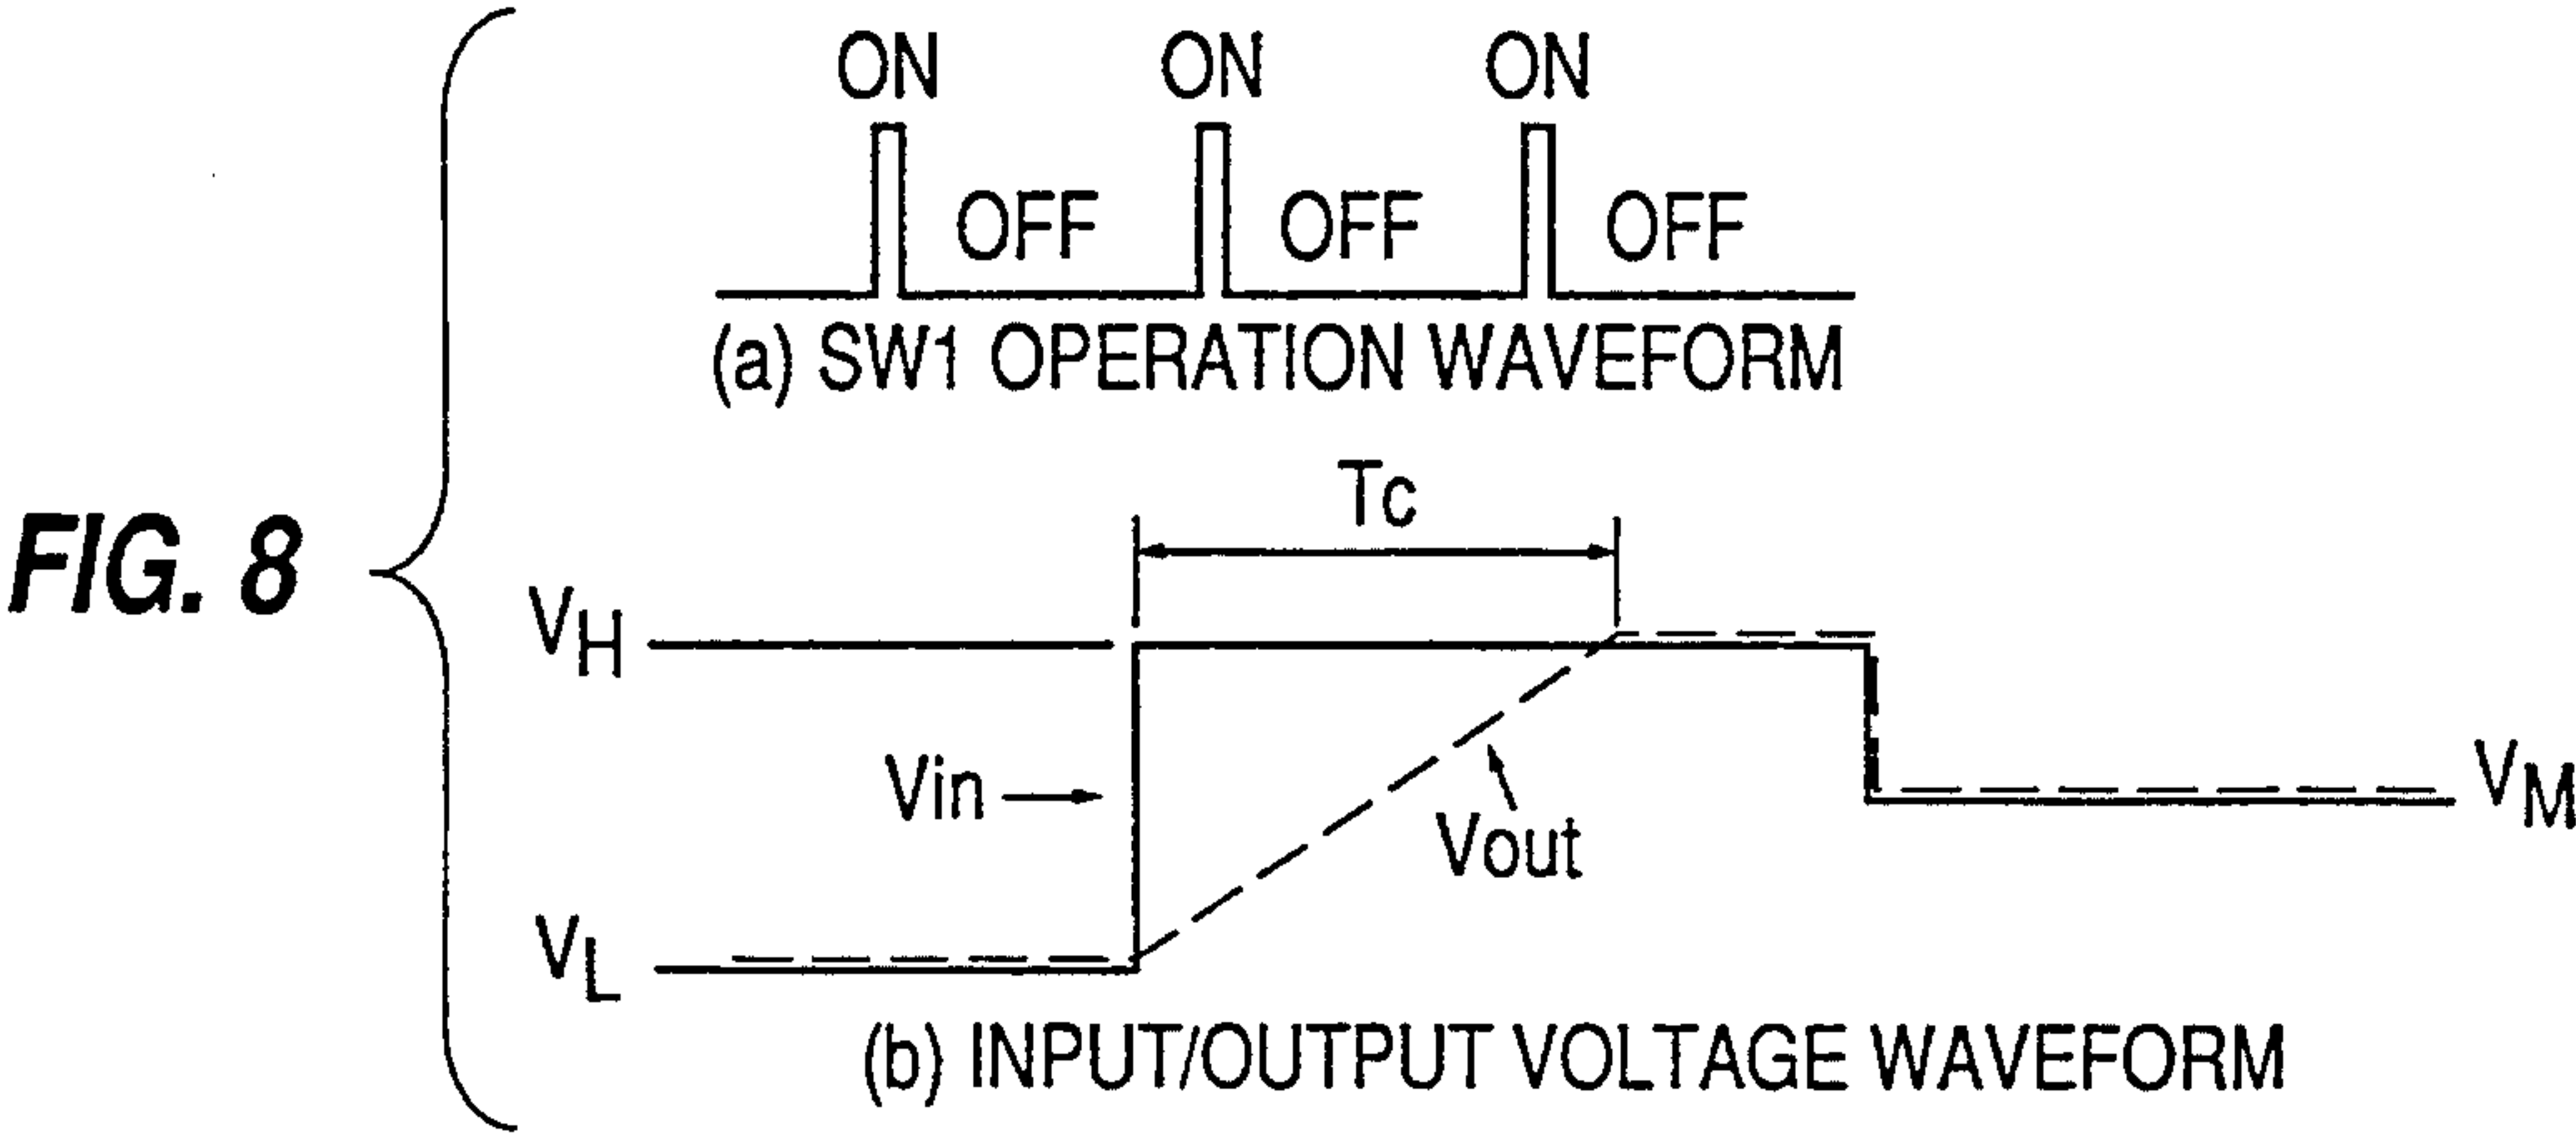 FIG. 8
ON ON ON
OFF OFF OFF
(a) SW1 OPERATION WAVEFORM
Tc
VH
Vin
Vout
VM
VL
(b) INPUT/OUTPUT VOLTAGE WAVEFORM